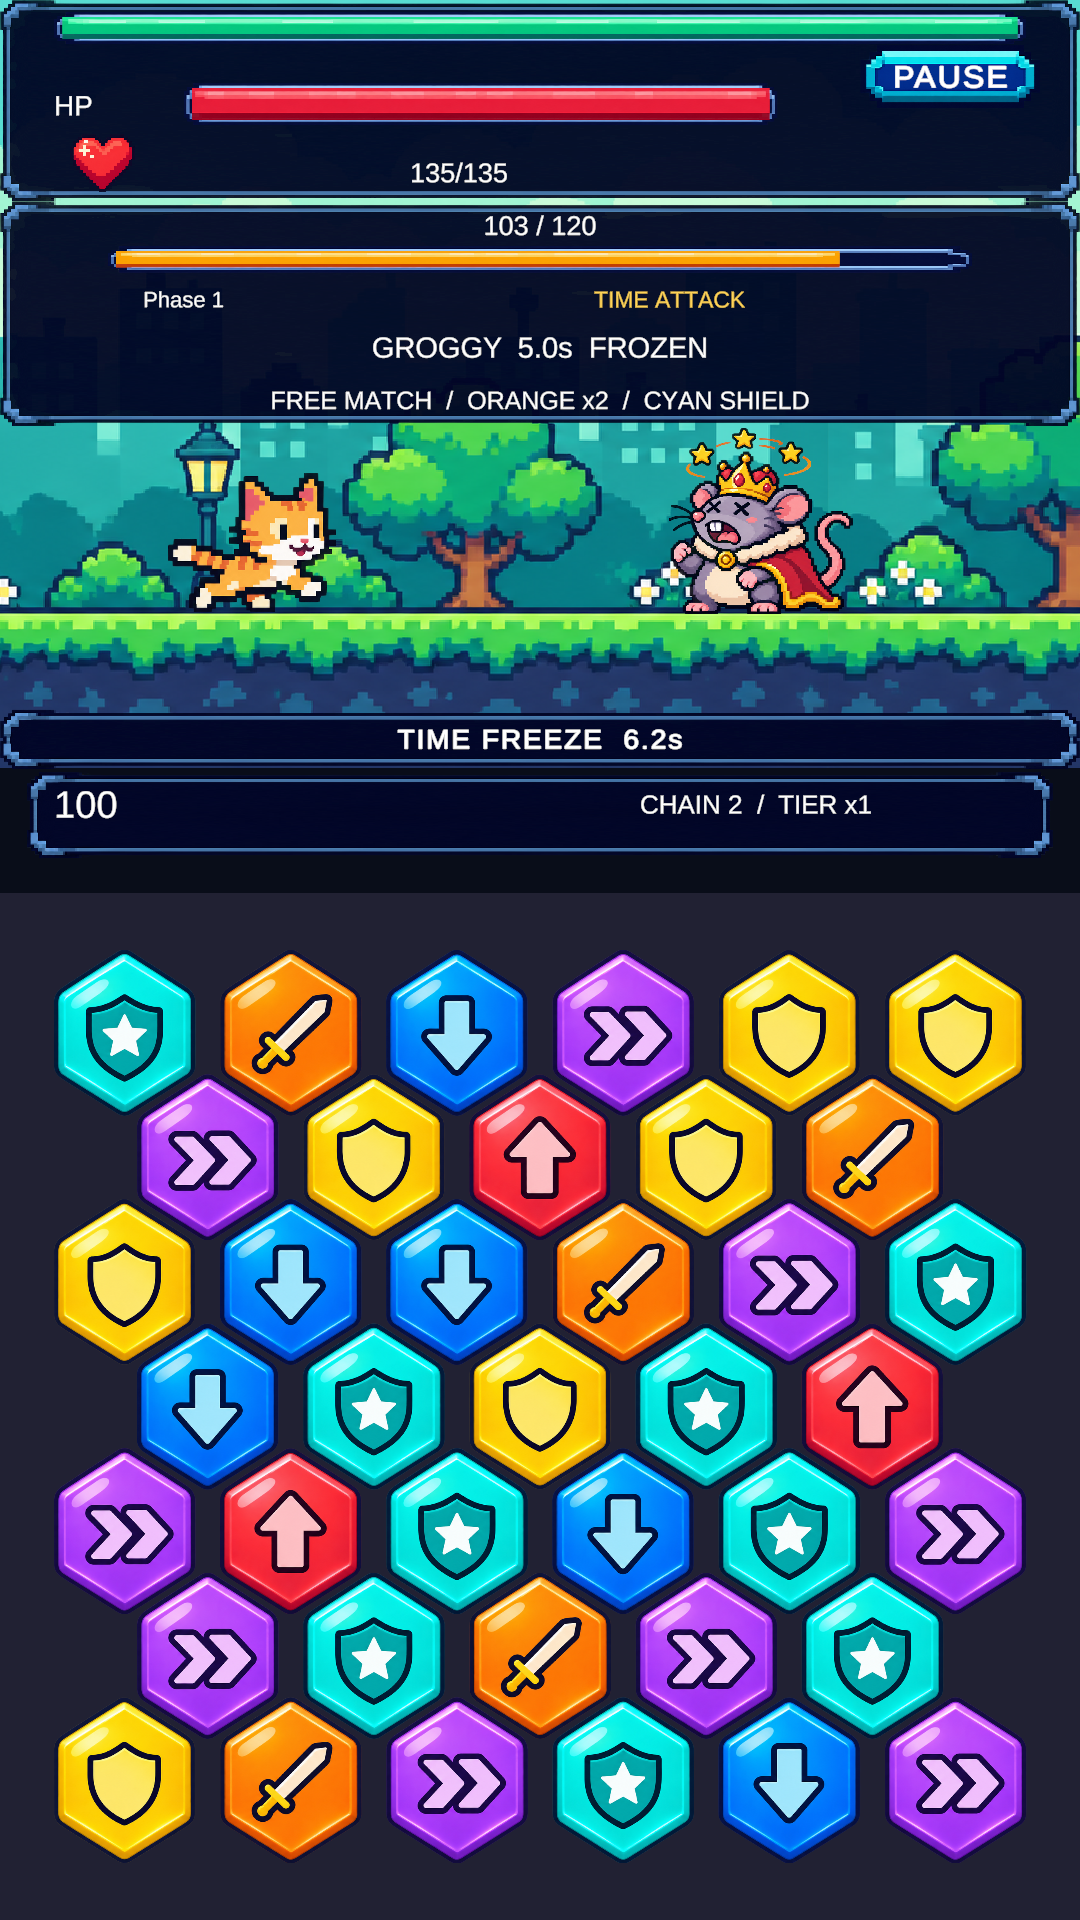 PAUSE
HP
135/135
103 / 120
Phase 1 TIME ATTACK
GROGGY 5.0s FROZEN
FREE MATCH / ORANGE x2 / CYAN SHIELD
TIME FREEZE 6.2s
100 CHAIN 2 / TIER x1